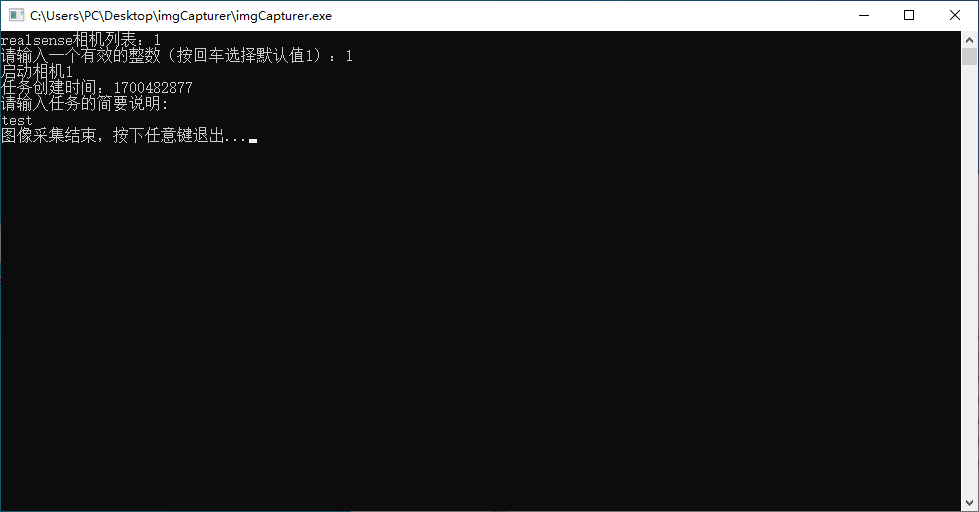 C:\Users\PC\Desktop\imgCapturer\imgCapturer.exe
realsense相机列表：1
请输入一个有效的整数（按回车选择默认值1）：1
启动相机1
任务创建时间：1700482877
请输入任务的简要说明：
test
图像采集结束，按下任意键退出...